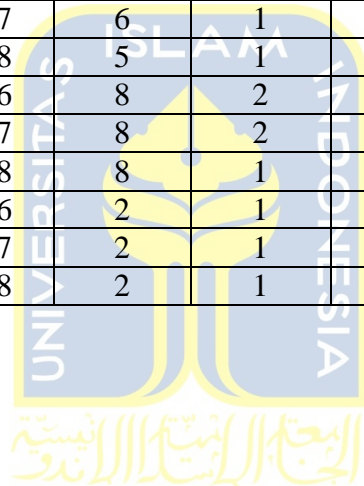 7 6 1
ISLAM
8 5 1
6 8 2
7 8 2
8 8 1
6 2 1
7 2 1
8 2 1
UNIVERSITAS
INDONESIA